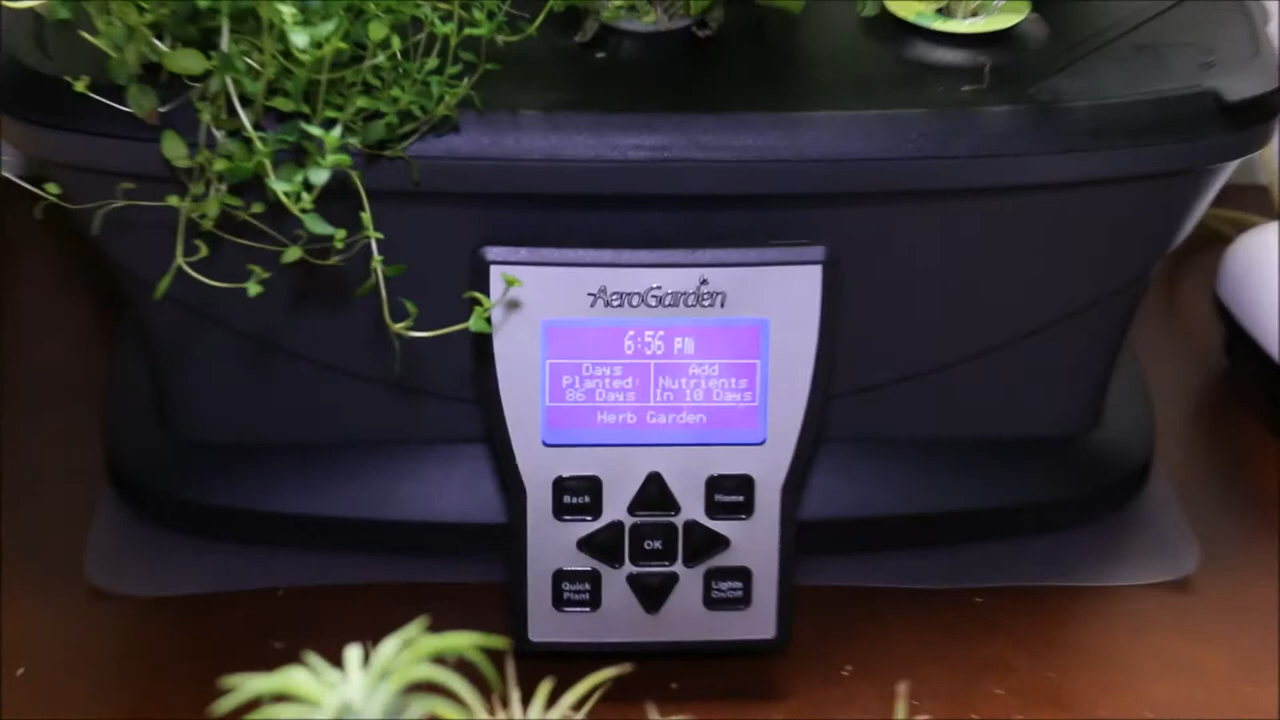 AeroGarden
6:56 PM
Days
Planted:
86 Days
Add
Nutrients
In 10 Days
Herb Garden
Back
Home
OK
Quick
Plant
Lights
On/Off